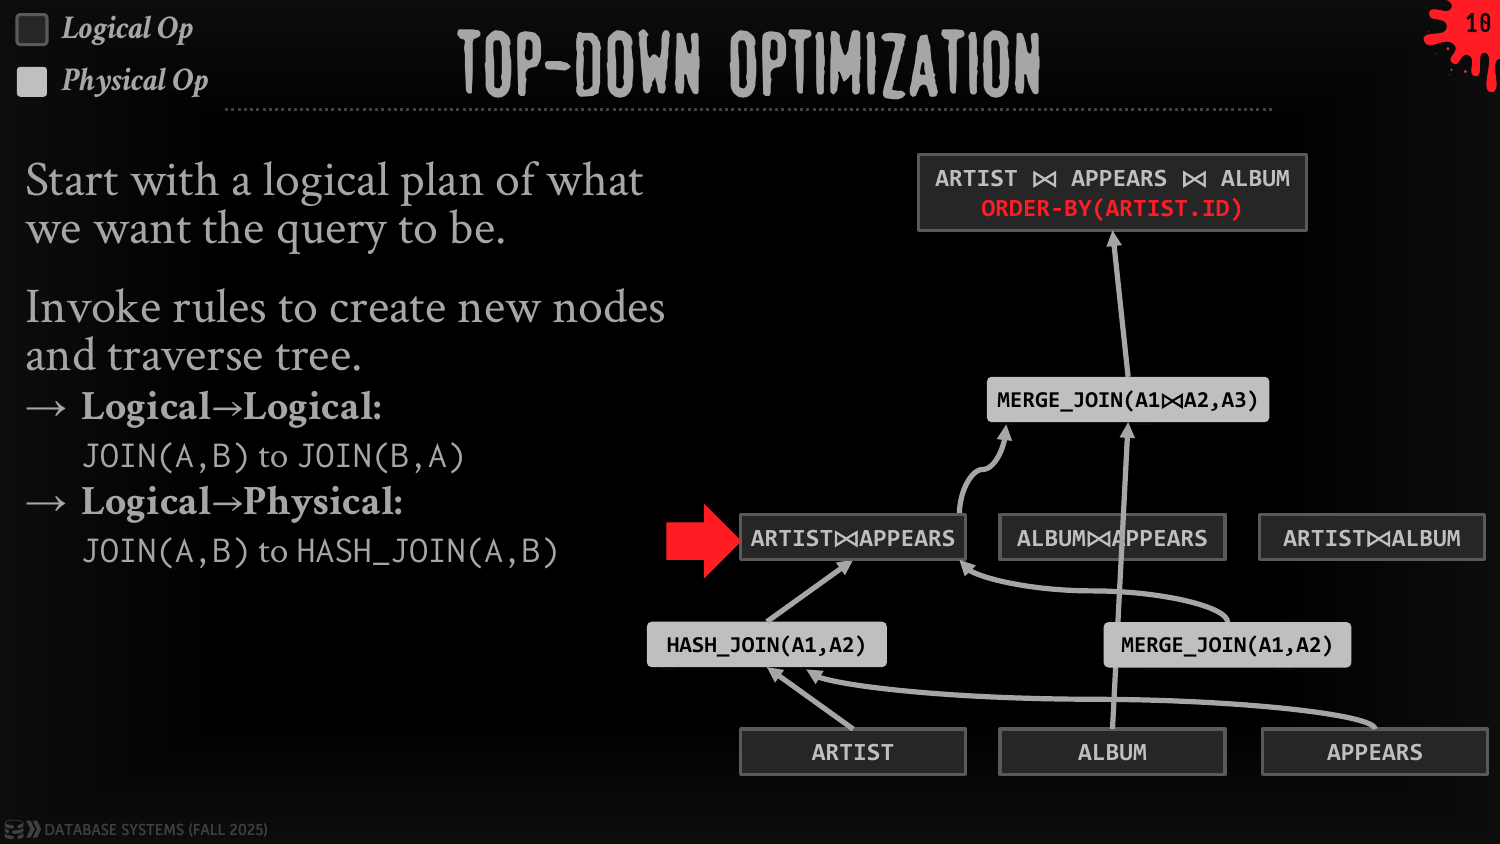 Logical Op
Physical Op
TOP-DOWN OPTIMIZATION
10
Start with a logical plan of what
we want the query to be.
Invoke rules to create new nodes
and traverse tree.
→ Logical→Logical:
JOIN(A,B) to JOIN(B,A)
→ Logical→Physical:
JOIN(A,B) to HASH_JOIN(A,B)
ARTIST ⋈ APPEARS ⋈ ALBUM
ORDER-BY(ARTIST.ID)
MERGE_JOIN(A1⋈A2,A3)
ARTIST⋈APPEARS
ALBUM⋈APPEARS
ARTIST⋈ALBUM
HASH_JOIN(A1,A2)
MERGE_JOIN(A1,A2)
ARTIST
ALBUM
APPEARS
DATABASE SYSTEMS (FALL 2025)